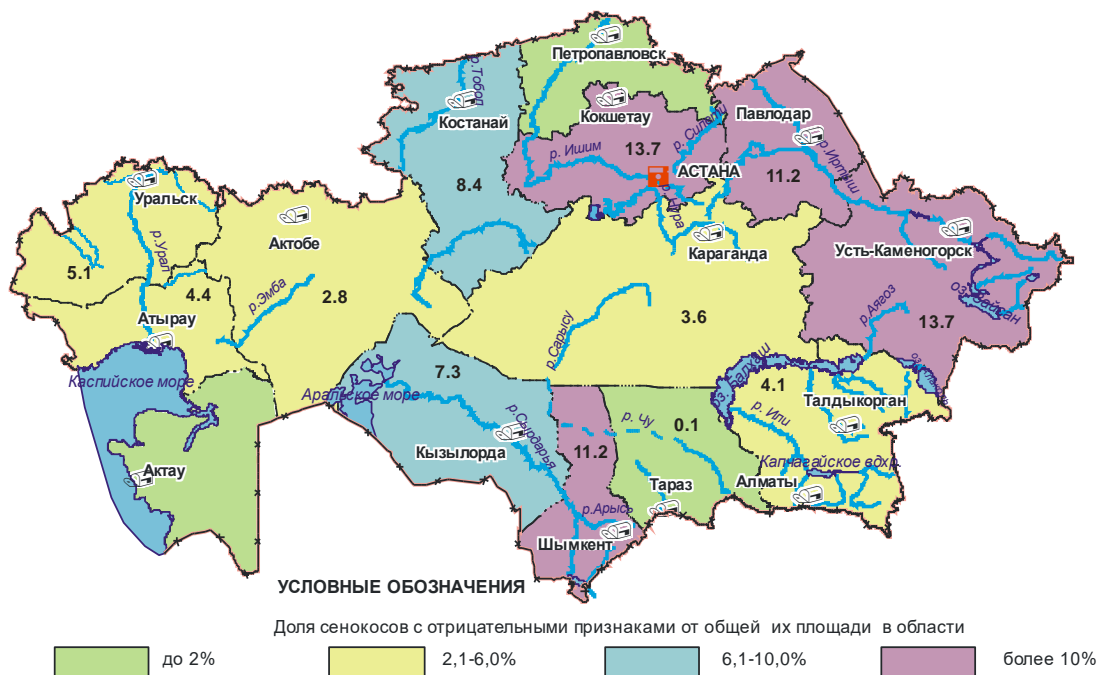 Петропавловск
р.Тобол
Костанай
Кокшетау
Павлодар
р.Силети
р. Ишим
13.7
АСТАНА
р.Иртыш
11.2
8.4
р.Нура
Уральск
Актобе
Караганда
Усть-Каменогорск
р.Урал
5.1
4.4
р.Эмба
2.8
оз.Зайсан
р.Аягоз
13.7
Атырау
3.6
р.Сарысу
Каспийское море
7.3
Аральское море
оз. Балхаш
4.1
Талдыкорган
р.Сырдарья
р. Чу
0.1
р. Или
Кызылорда
11.2
Капчагайское вдхр.
Актау
Тараз
Алматы
р.Арысь
Шымкент
УСЛОВНЫЕ ОБОЗНАЧЕНИЯ
Доля сенокосов с отрицательными признаками от общей их площади в области
до 2%
2,1-6,0%
6,1-10,0%
более 10%